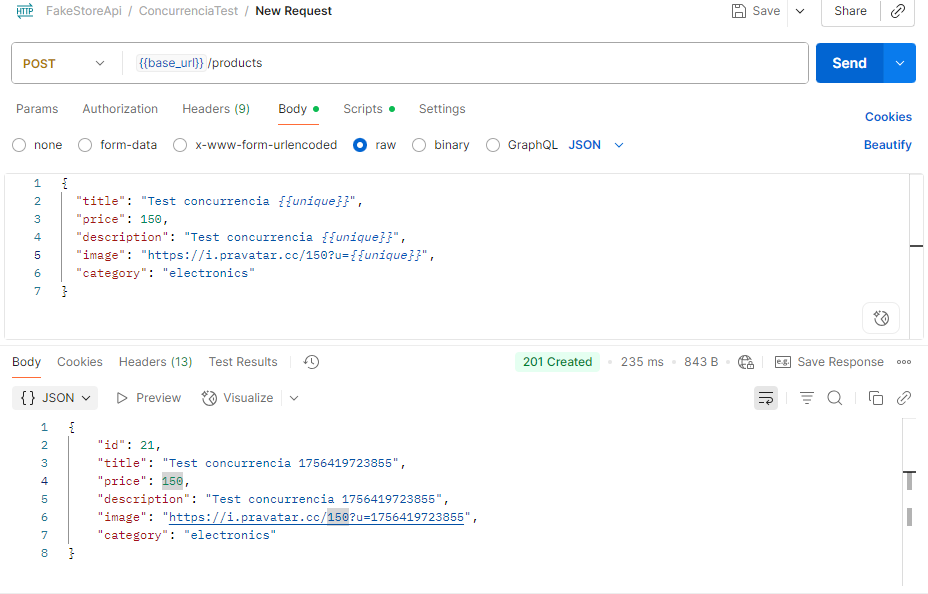 HTTP FakeStoreApi / ConcurrenciaTest / New Request Save Share
POST {{base_url}}/products Send
Params Authorization Headers (9) Body Scripts Settings Cookies
none form-data x-www-form-urlencoded raw binary GraphQL JSON Beautify
1 {
2 "title": "Test concurrencia {{unique}}",
3 "price": 150,
4 "description": "Test concurrencia {{unique}}",
5 "image": "https://i.pravatar.cc/150?u={{unique}}",
6 "category": "electronics"
7 }
Body Cookies Headers (13) Test Results 201 Created 235 ms 843 B e.g. Save Response
{} JSON Preview Visualize
1 {
2 "id": 21,
3 "title": "Test concurrencia 1756419723855",
4 "price": 150,
5 "description": "Test concurrencia 1756419723855",
6 "image": "https://i.pravatar.cc/150?u=1756419723855",
7 "category": "electronics"
8 }